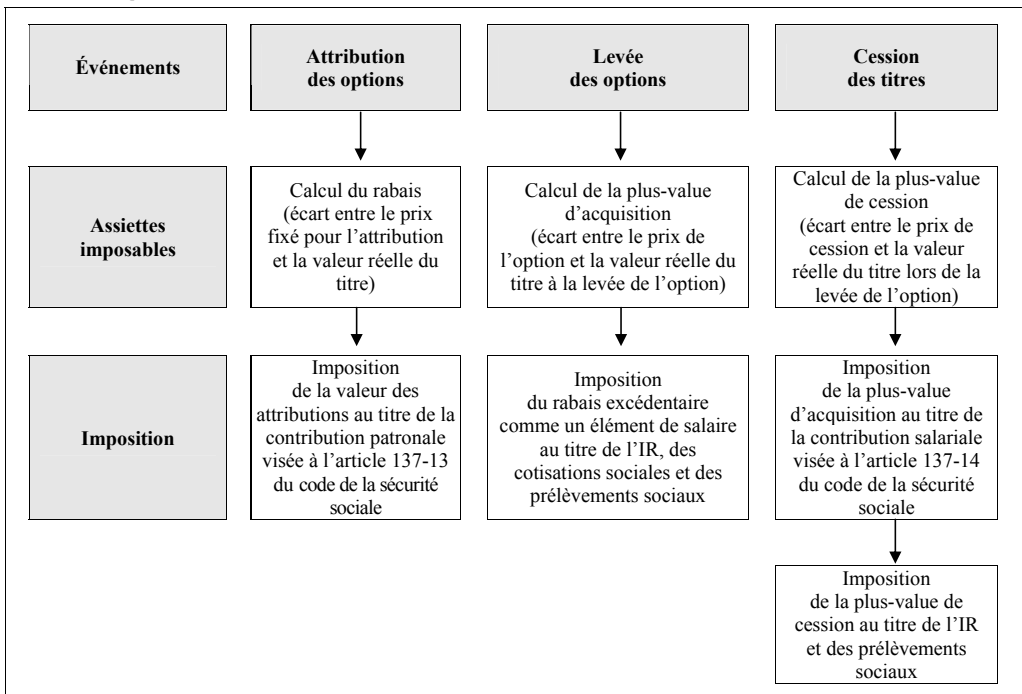 Événements
Attribution
des options
Levée
des options
Cession
des titres
Assiettes
imposables
Calcul du rabais
(écart entre le prix
fixé pour l'attribution
et la valeur réelle du
titre)
Calcul de la plus-value
d'acquisition
(écart entre le prix de
l'option et la valeur réelle du
titre à la levée de l'option)
Calcul de la plus-value
de cession
(écart entre le prix de
cession et la valeur
réelle du titre lors de la
levée de l'option)
Imposition
Imposition
de la valeur des
attributions au titre de la
contribution patronale
visée à l'article 137-13
du code de la sécurité
sociale
Imposition
du rabais excédentaire
comme un élément de salaire
au titre de l'IR, des
cotisations sociales et des
prélèvements sociaux
Imposition
de la plus-value
d'acquisition au titre de
la contribution salariale
visée à l'article 137-14
du code de la sécurité
sociale
Imposition
de la plus-value de
cession au titre de l'IR
et des prélèvements
sociaux